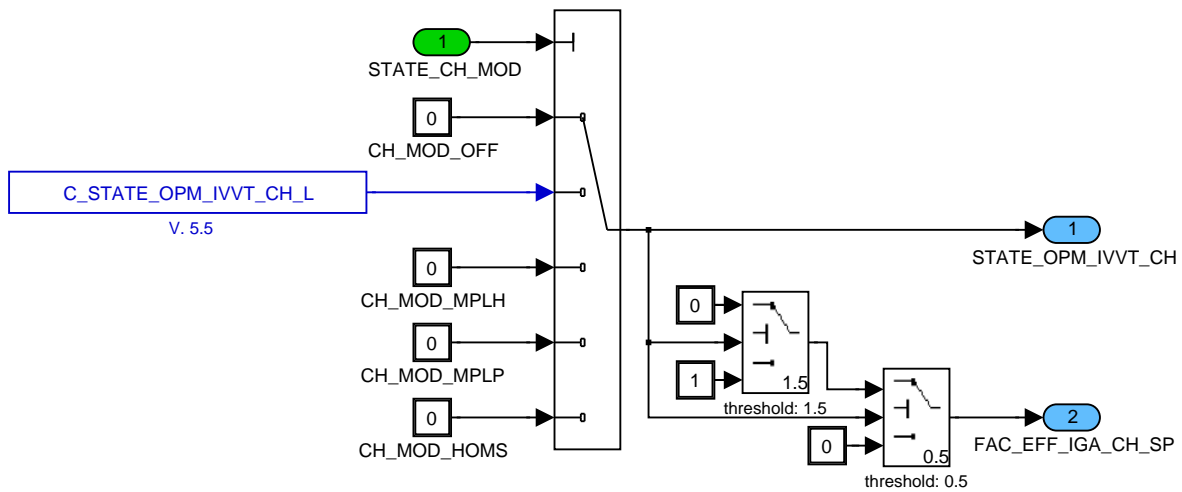 1
STATE_CH_MOD
0
CH_MOD_OFF
C_STATE_OPM_IVVT_CH_L
V. 5.5
1
STATE_OPM_IVVT_CH
0
CH_MOD_MPLH
0
0
CH_MOD_MPLP
1
1.5
threshold: 1.5
0
CH_MOD_HOMS
0
0.5
threshold: 0.5
2
FAC_EFF_IGA_CH_SP